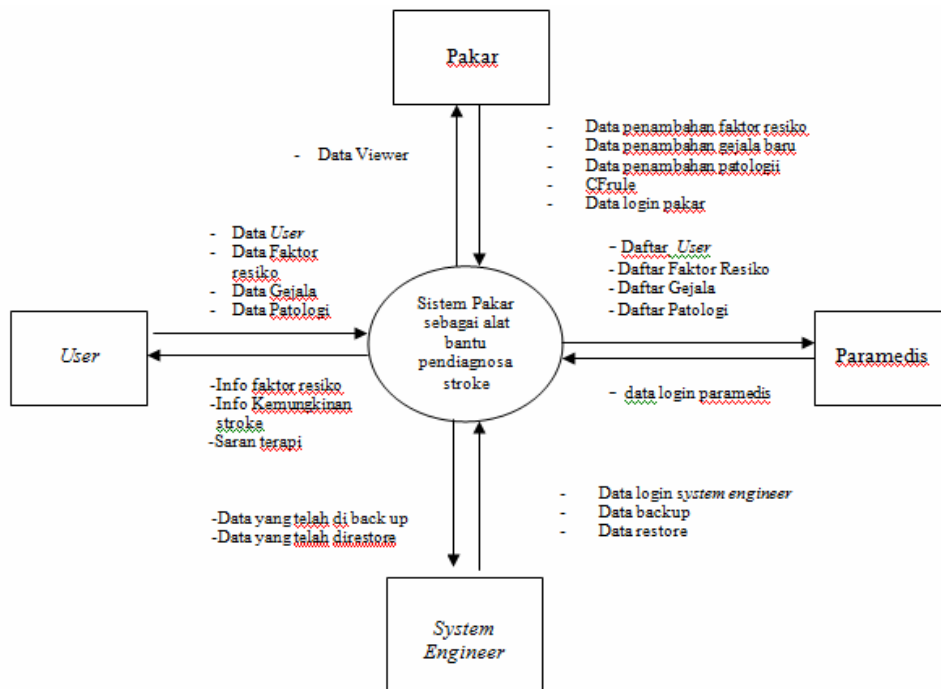 Pakar
- Data Viewer
- Data penambahan faktor resiko
- Data penambahan gejala baru
- Data penambahan patologii
- CFrule
- Data login pakar
- Data User
- Data Faktor
resiko
- Data Gejala
- Data Patologi
- Daftar User
- Daftar Faktor Resiko
- Daftar Gejala
- Daftar Patologi
Sistem Pakar
sebagai alat
bantu
pendiagnosa
stroke
User
Paramedis
-Info faktor resiko
-Info Kemungkinan
stroke
-Saran terapi
- data login paramedis
-Data yang telah di back up
-Data yang telah direstore
- Data login system engineer
- Data backup
- Data restore
System
Engineer